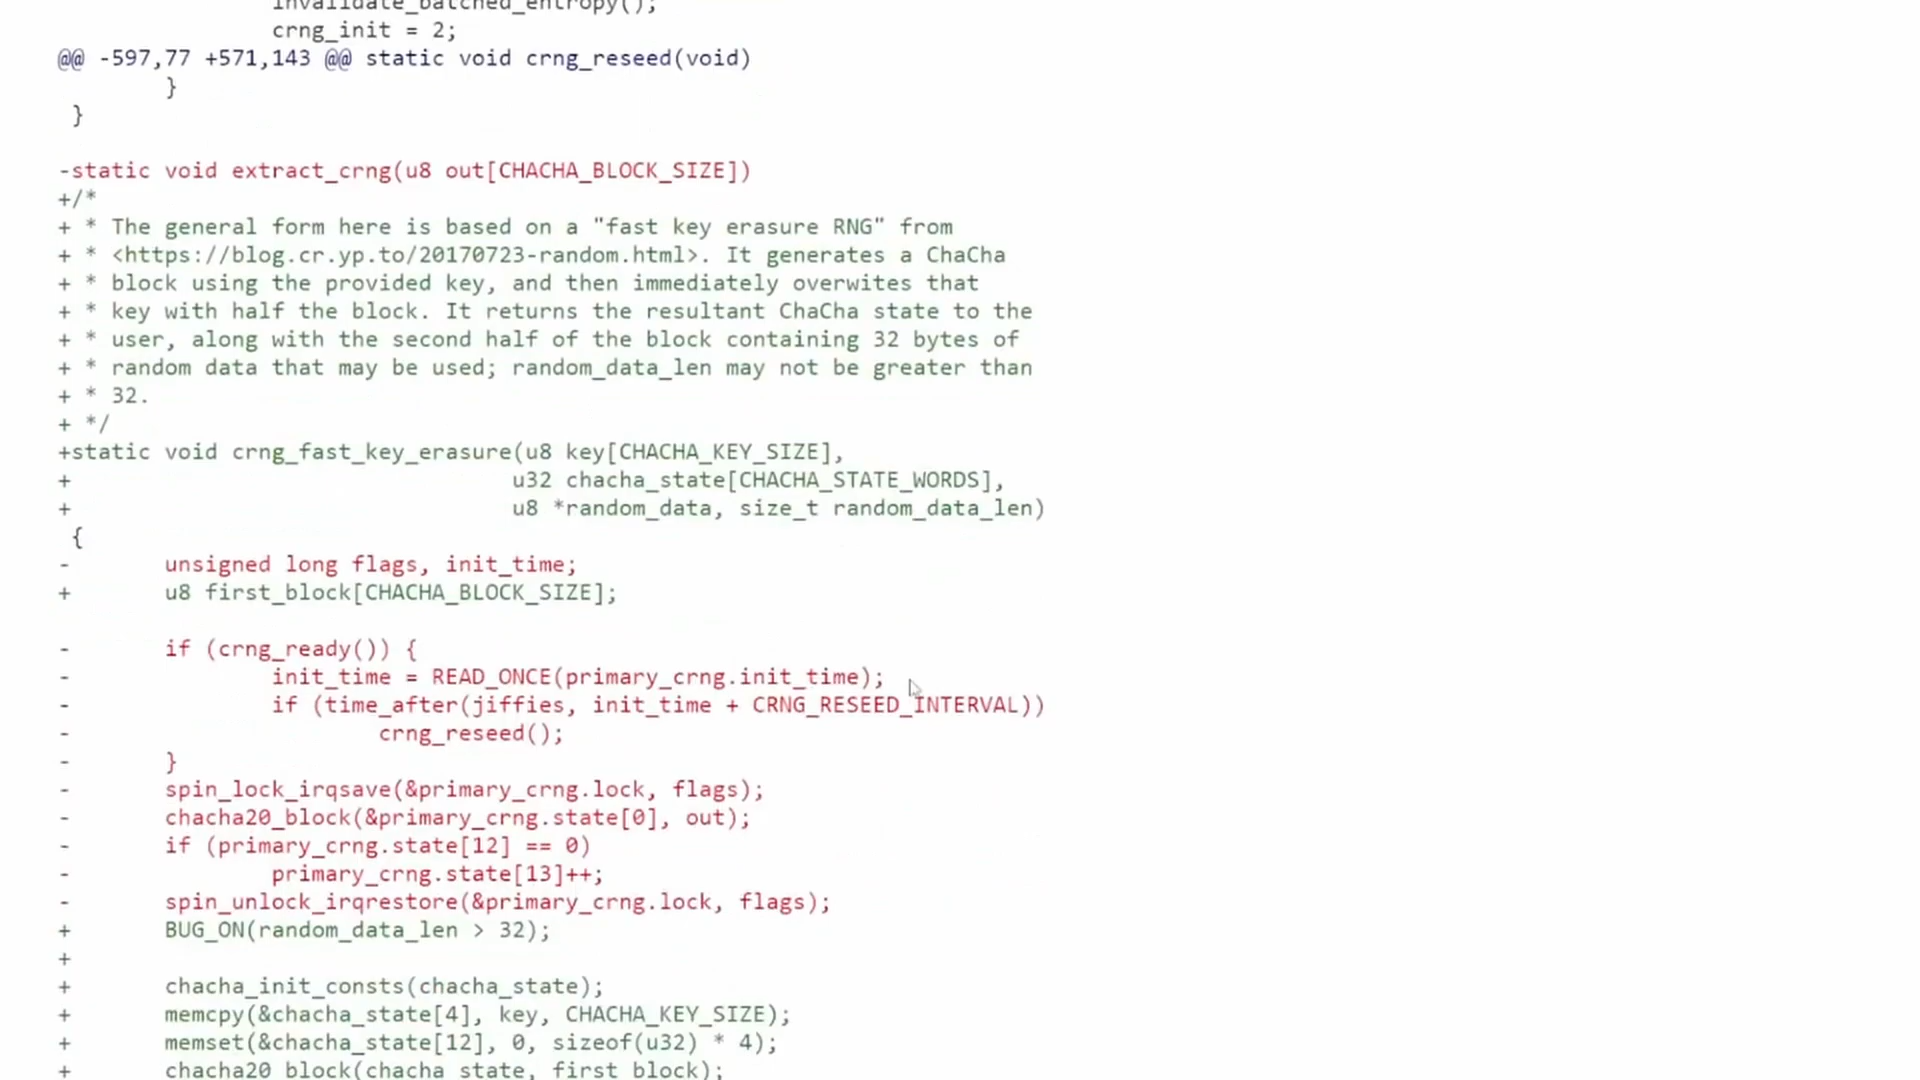 invalidate_batched_entropy();
crng_init = 2;
@@ -597,77 +571,143 @@ static void crng_reseed(void)
}
}
-static void extract_crng(u8 out[CHACHA_BLOCK_SIZE])
+/*
+ * The general form here is based on a "fast key erasure RNG" from
+ * <https://blog.cr.yp.to/20170723-random.html>. It generates a ChaCha
+ * block using the provided key, and then immediately overwites that
+ * key with half the block. It returns the resultant ChaCha state to the
+ * user, along with the second half of the block containing 32 bytes of
+ * random data that may be used; random_data_len may not be greater than
+ * 32.
+ */
+static void crng_fast_key_erasure(u8 key[CHACHA_KEY_SIZE],
+ u32 chacha_state[CHACHA_STATE_WORDS],
+ u8 *random_data, size_t random_data_len)
{
- unsigned long flags, init_time;
+ u8 first_block[CHACHA_BLOCK_SIZE];
- if (crng_ready()) {
- init_time = READ_ONCE(primary_crng.init_time);
- if (time_after(jiffies, init_time + CRNG_RESEED_INTERVAL))
- crng_reseed();
- }
- spin_lock_irqsave(&primary_crng.lock, flags);
- chacha20_block(&primary_crng.state[0], out);
- if (primary_crng.state[12] == 0)
- primary_crng.state[13]++;
- spin_unlock_irqrestore(&primary_crng.lock, flags);
+ BUG_ON(random_data_len > 32);
+
+ chacha_init_consts(chacha_state);
+ memcpy(&chacha_state[4], key, CHACHA_KEY_SIZE);
+ memset(&chacha_state[12], 0, sizeof(u32) * 4);
+ chacha20_block(chacha_state, first_block);